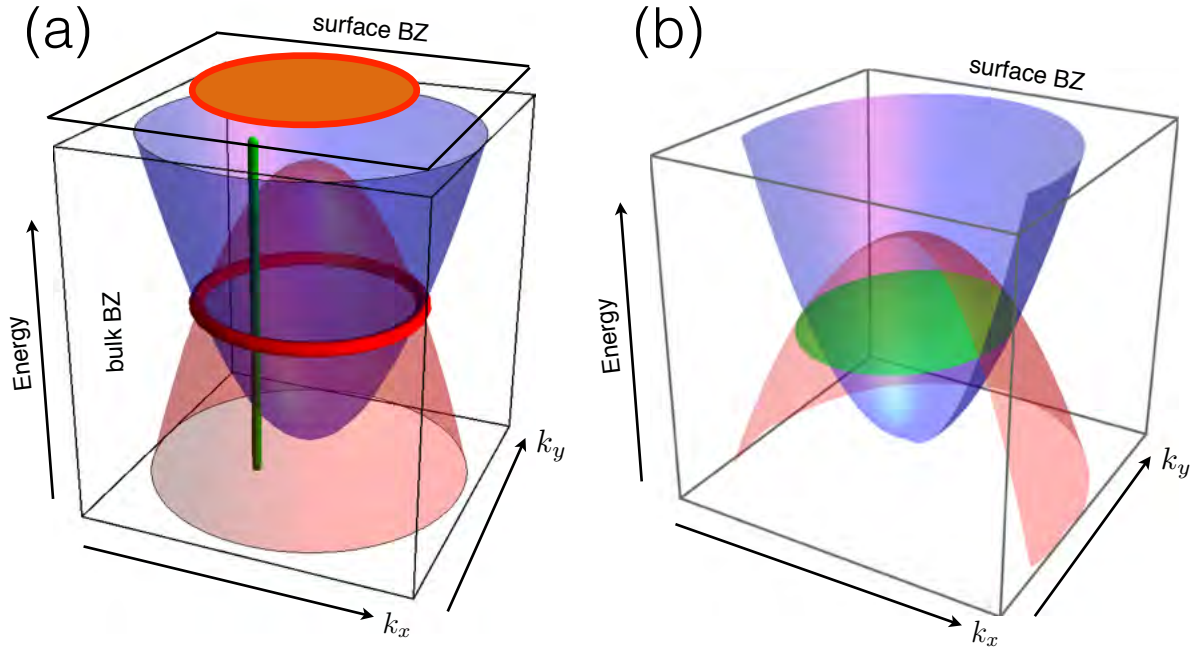 (a)
surface BZ
Energy
bulk BZ
k_y
k_x
(b)
surface BZ
Energy
k_y
k_x